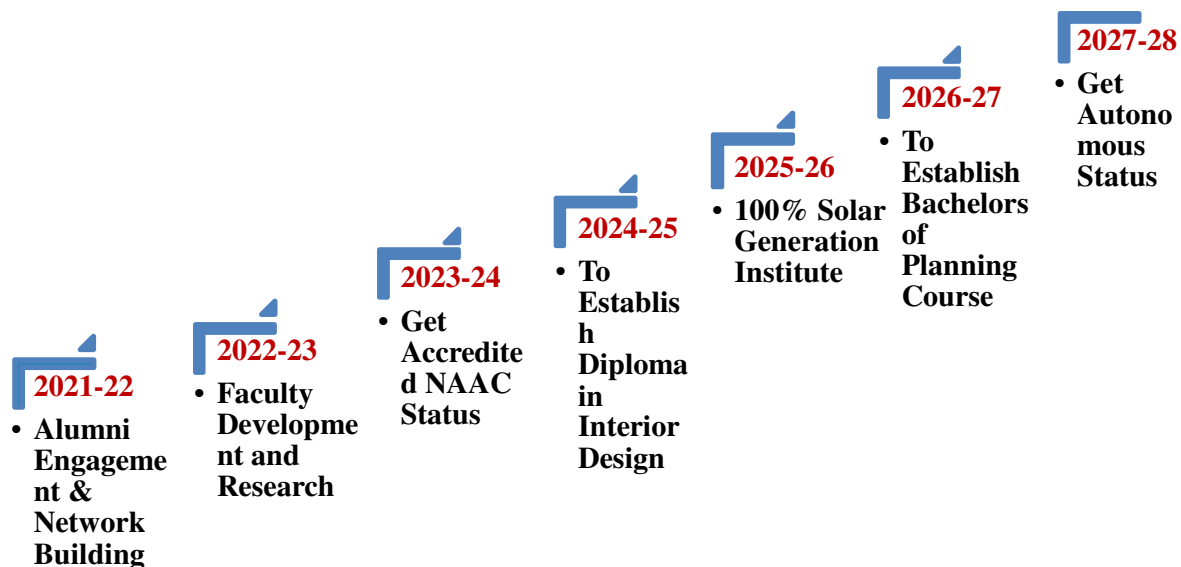 2021-22
• Alumni
Engageme
nt &
Network
Building
2022-23
• Faculty
Developme
nt and
Research
2023-24
• Get
Accredite
d NAAC
Status
2024-25
• To
Establis
h
Diploma
in
Interior
Design
2025-26
• 100% Solar
Generation
Institute
2026-27
• To
Establish
Bachelors
of
Planning
Course
2027-28
• Get
Autono
mous
Status